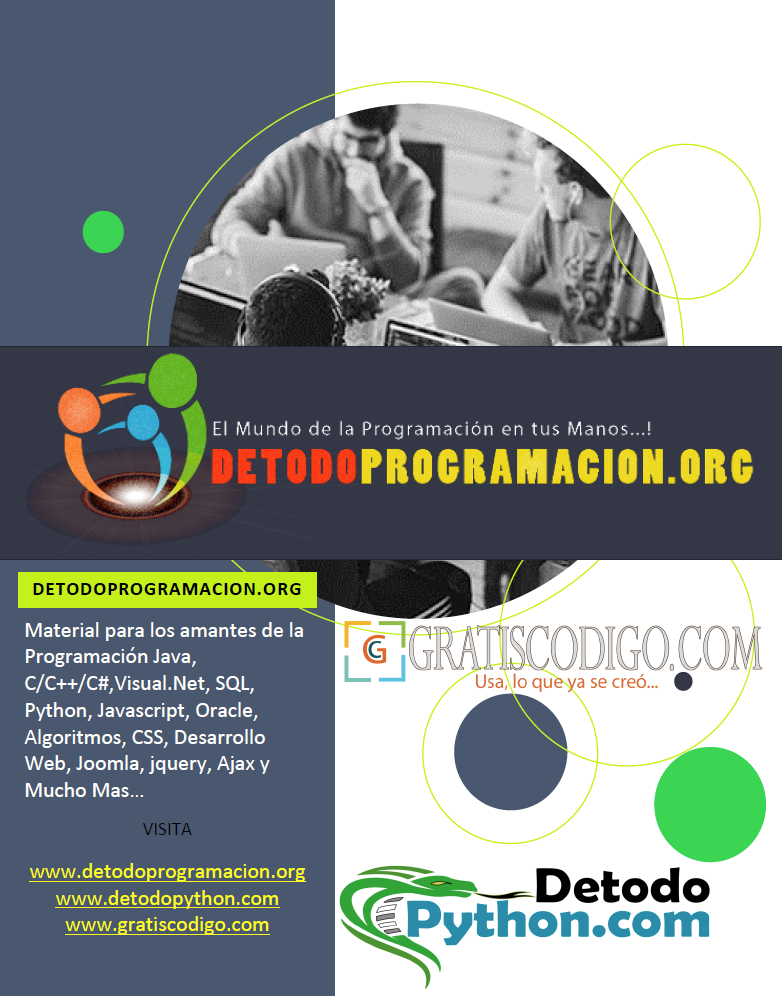 El Mundo de la Programación en tus Manos...!
DETODOPROGRAMACION.ORG
DETODOPROGRAMACION.ORG
Material para los amantes de la
Programación Java,
C/C++/C#,Visual.Net, SQL,
Python, Javascript, Oracle,
Algoritmos, CSS, Desarrollo
Web, Joomla, jquery, Ajax y
Mucho Mas...
VISITA
www.detodoprogramacion.org
www.detodopython.com
www.gratiscodigo.com
GC
GRATISCODIGO.COM
Usa, lo que ya se creó...
Detodo
Python.com